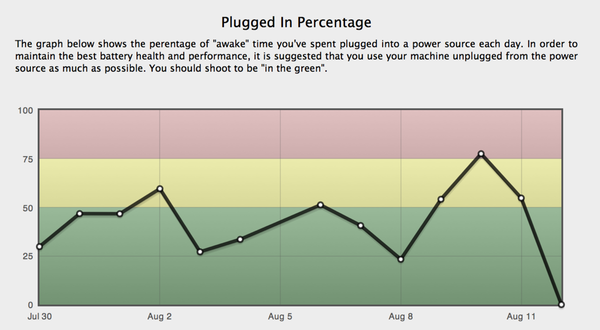 Plugged In Percentage
The graph below shows the perentage of "awake" time you've spent plugged into a power source each day. In order to
maintain the best battery health and performance, it is suggested that you use your machine unplugged from the power
source as much as possible. You should shoot to be "in the green".
100
75
50
25
0
Jul 30 Aug 2 Aug 5 Aug 8 Aug 11